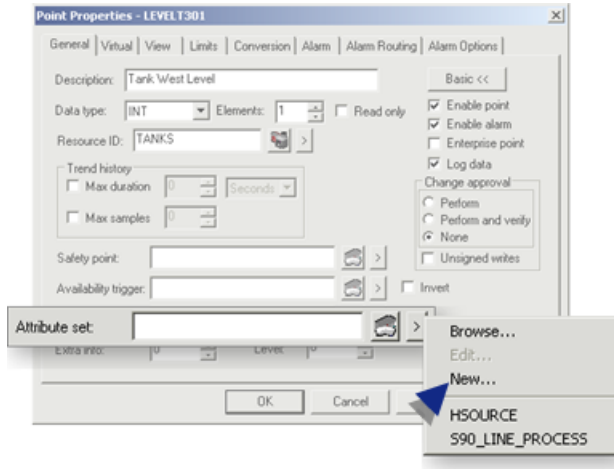 Point Properties - LEVELT301
General Virtual View Limits Conversion Alarm Alarm Routing Alarm Options
Description: Tank West Level Basic <<
Data type: INT Elements: 1 Read only
Enable point
Enable alarm
Resource ID: TANKS >
Enterprise point
Log data
Trend history
Max duration 0 Seconds
Max samples 0
Change approval
Perform
Perform and verify
None
Unsigned writes
Safety point: >
Availability trigger: > Invert
Attribute set: >
Extra info: 0 Level: 0
OK Cancel
Browse...
Edit...
New...
HSOURCE
S90_LINE_PROCESS